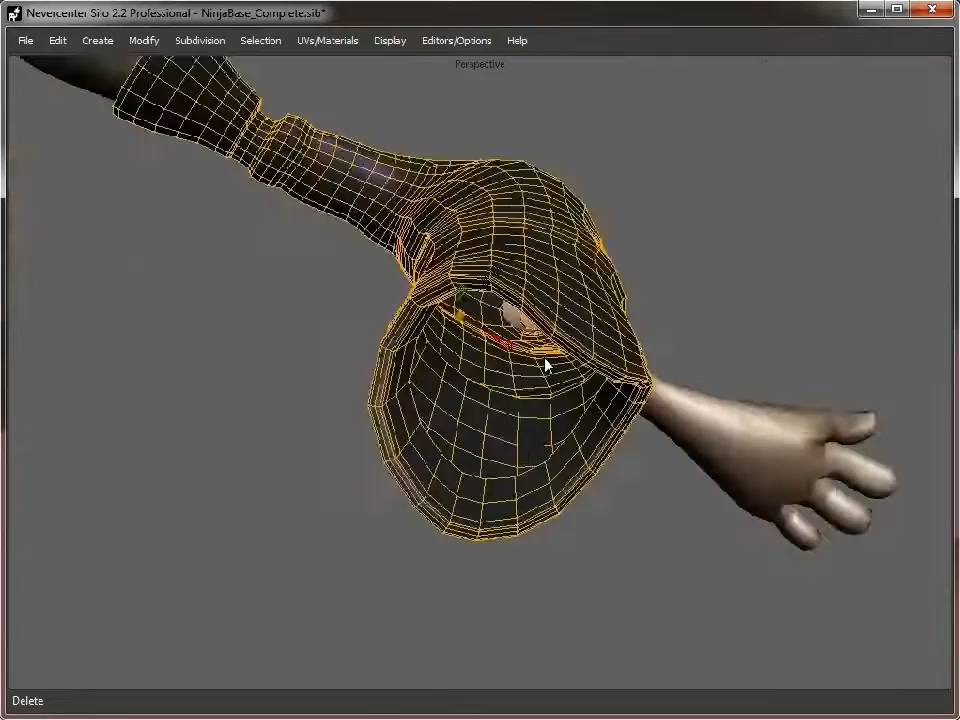 Nevercenter Silo 2.2 Professional - NinjaBase_Complete.sib*
File Edit Create Modify Subdivision Selection UVs/Materials Display Editors/Options Help
Perspective
Delete